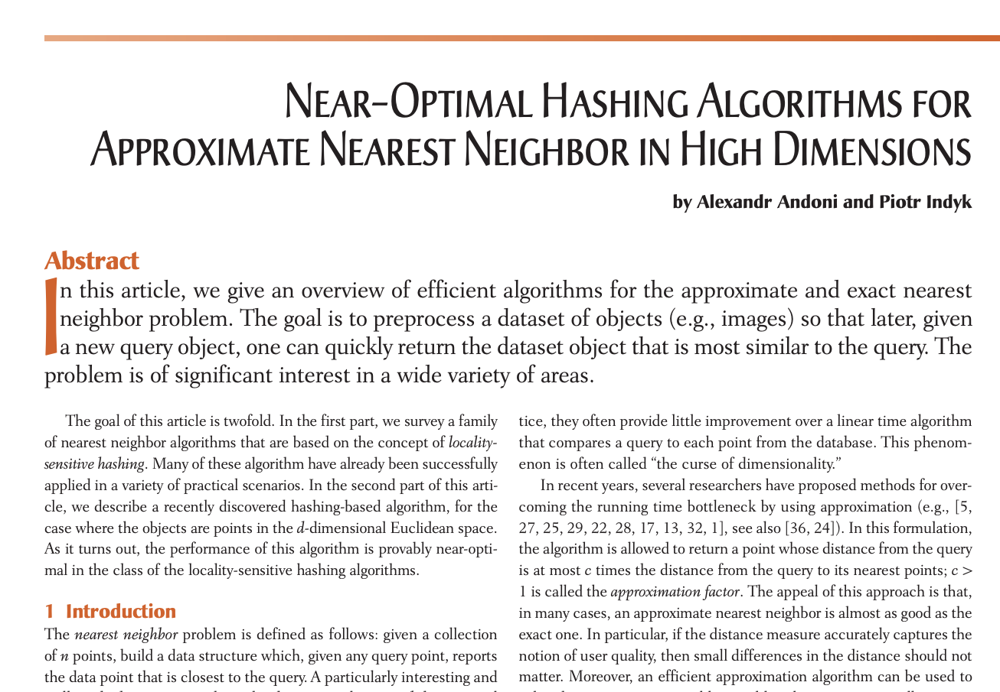 NEAR–OPTIMAL HASHING ALGORITHMS FOR
APPROXIMATE NEAREST NEIGHBOR IN HIGH DIMENSIONS
by Alexandr Andoni and Piotr Indyk
Abstract
In this article, we give an overview of efficient algorithms for the approximate and exact nearest
neighbor problem. The goal is to preprocess a dataset of objects (e.g., images) so that later, given
a new query object, one can quickly return the dataset object that is most similar to the query. The
problem is of significant interest in a wide variety of areas.
The goal of this article is twofold. In the first part, we survey a family
of nearest neighbor algorithms that are based on the concept of locality-
sensitive hashing. Many of these algorithm have already been successfully
applied in a variety of practical scenarios. In the second part of this arti-
cle, we describe a recently discovered hashing-based algorithm, for the
case where the objects are points in the d-dimensional Euclidean space.
As it turns out, the performance of this algorithm is provably near-opti-
mal in the class of the locality-sensitive hashing algorithms.
1 Introduction
The nearest neighbor problem is defined as follows: given a collection
of n points, build a data structure which, given any query point, reports
the data point that is closest to the query. A particularly interesting and
tice, they often provide little improvement over a linear time algorithm
that compares a query to each point from the database. This phenom-
enon is often called “the curse of dimensionality.”
In recent years, several researchers have proposed methods for over-
coming the running time bottleneck by using approximation (e.g., [5,
27, 25, 29, 22, 28, 17, 13, 32, 1], see also [36, 24]). In this formulation,
the algorithm is allowed to return a point whose distance from the query
is at most c times the distance from the query to its nearest points; c >
1 is called the approximation factor. The appeal of this approach is that,
in many cases, an approximate nearest neighbor is almost as good as the
exact one. In particular, if the distance measure accurately captures the
notion of user quality, then small differences in the distance should not
matter. Moreover, an efficient approximation algorithm can be used to